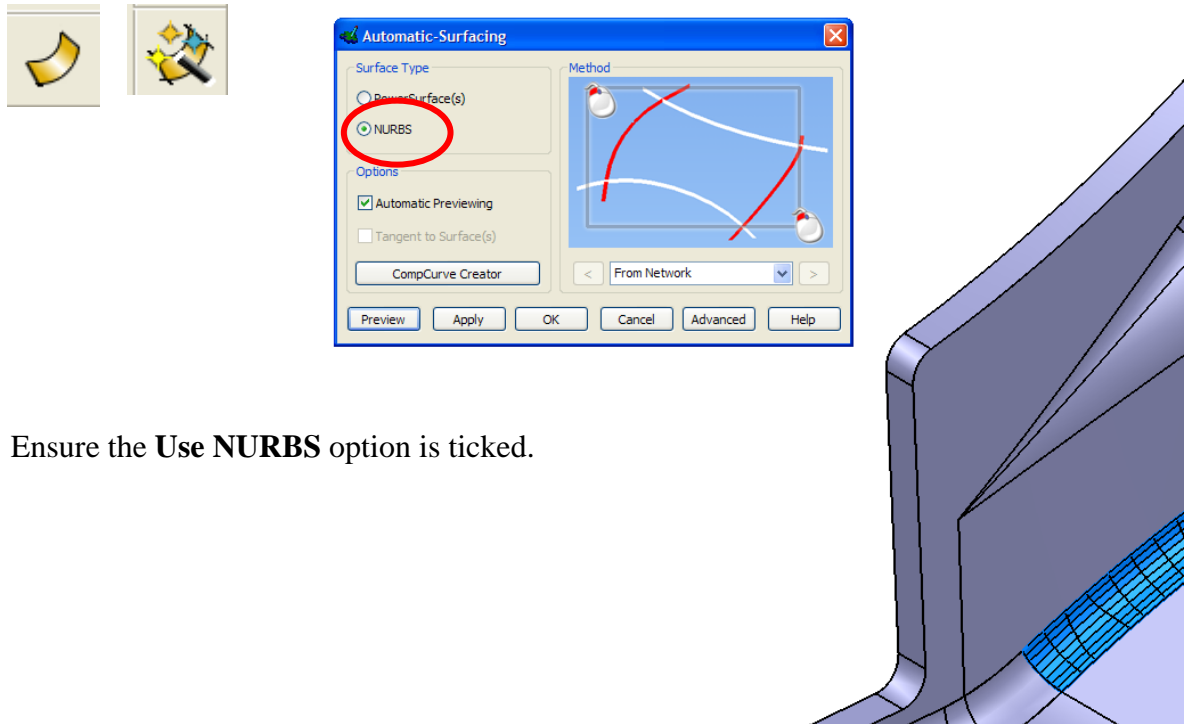 Automatic-Surfacing
Surface Type
PowerSurface(s)
NURBS
Options
Automatic Previewing
Tangent to Surface(s)
CompCurve Creator
Method
< From Network >
Preview Apply OK Cancel Advanced Help
Ensure the Use NURBS option is ticked.